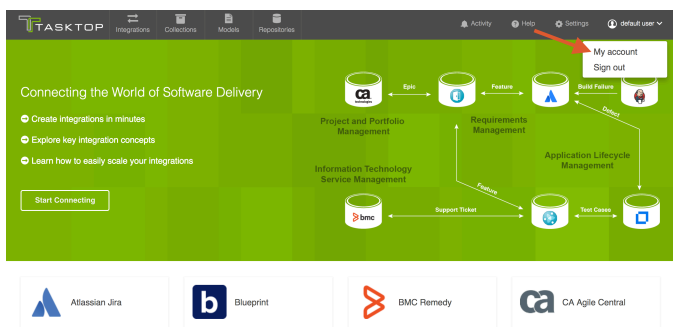 TASKTOP
Integrations
Collections
Models
Repositories
Activity
Help
Settings
default user
My account
Sign out
Connecting the World of Software Delivery
Create integrations in minutes
Explore key integration concepts
Learn how to easily scale your integrations
Start Connecting
ca
technologies
Epic
Feature
Build Failure
Project and Portfolio
Management
Requirements
Management
Defect
Application Lifecycle
Management
Information Technology
Service Management
Feature
bmc
Support Ticket
Test Cases
Atlassian Jira
b
Blueprint
BMC Remedy
ca
CA Agile Central